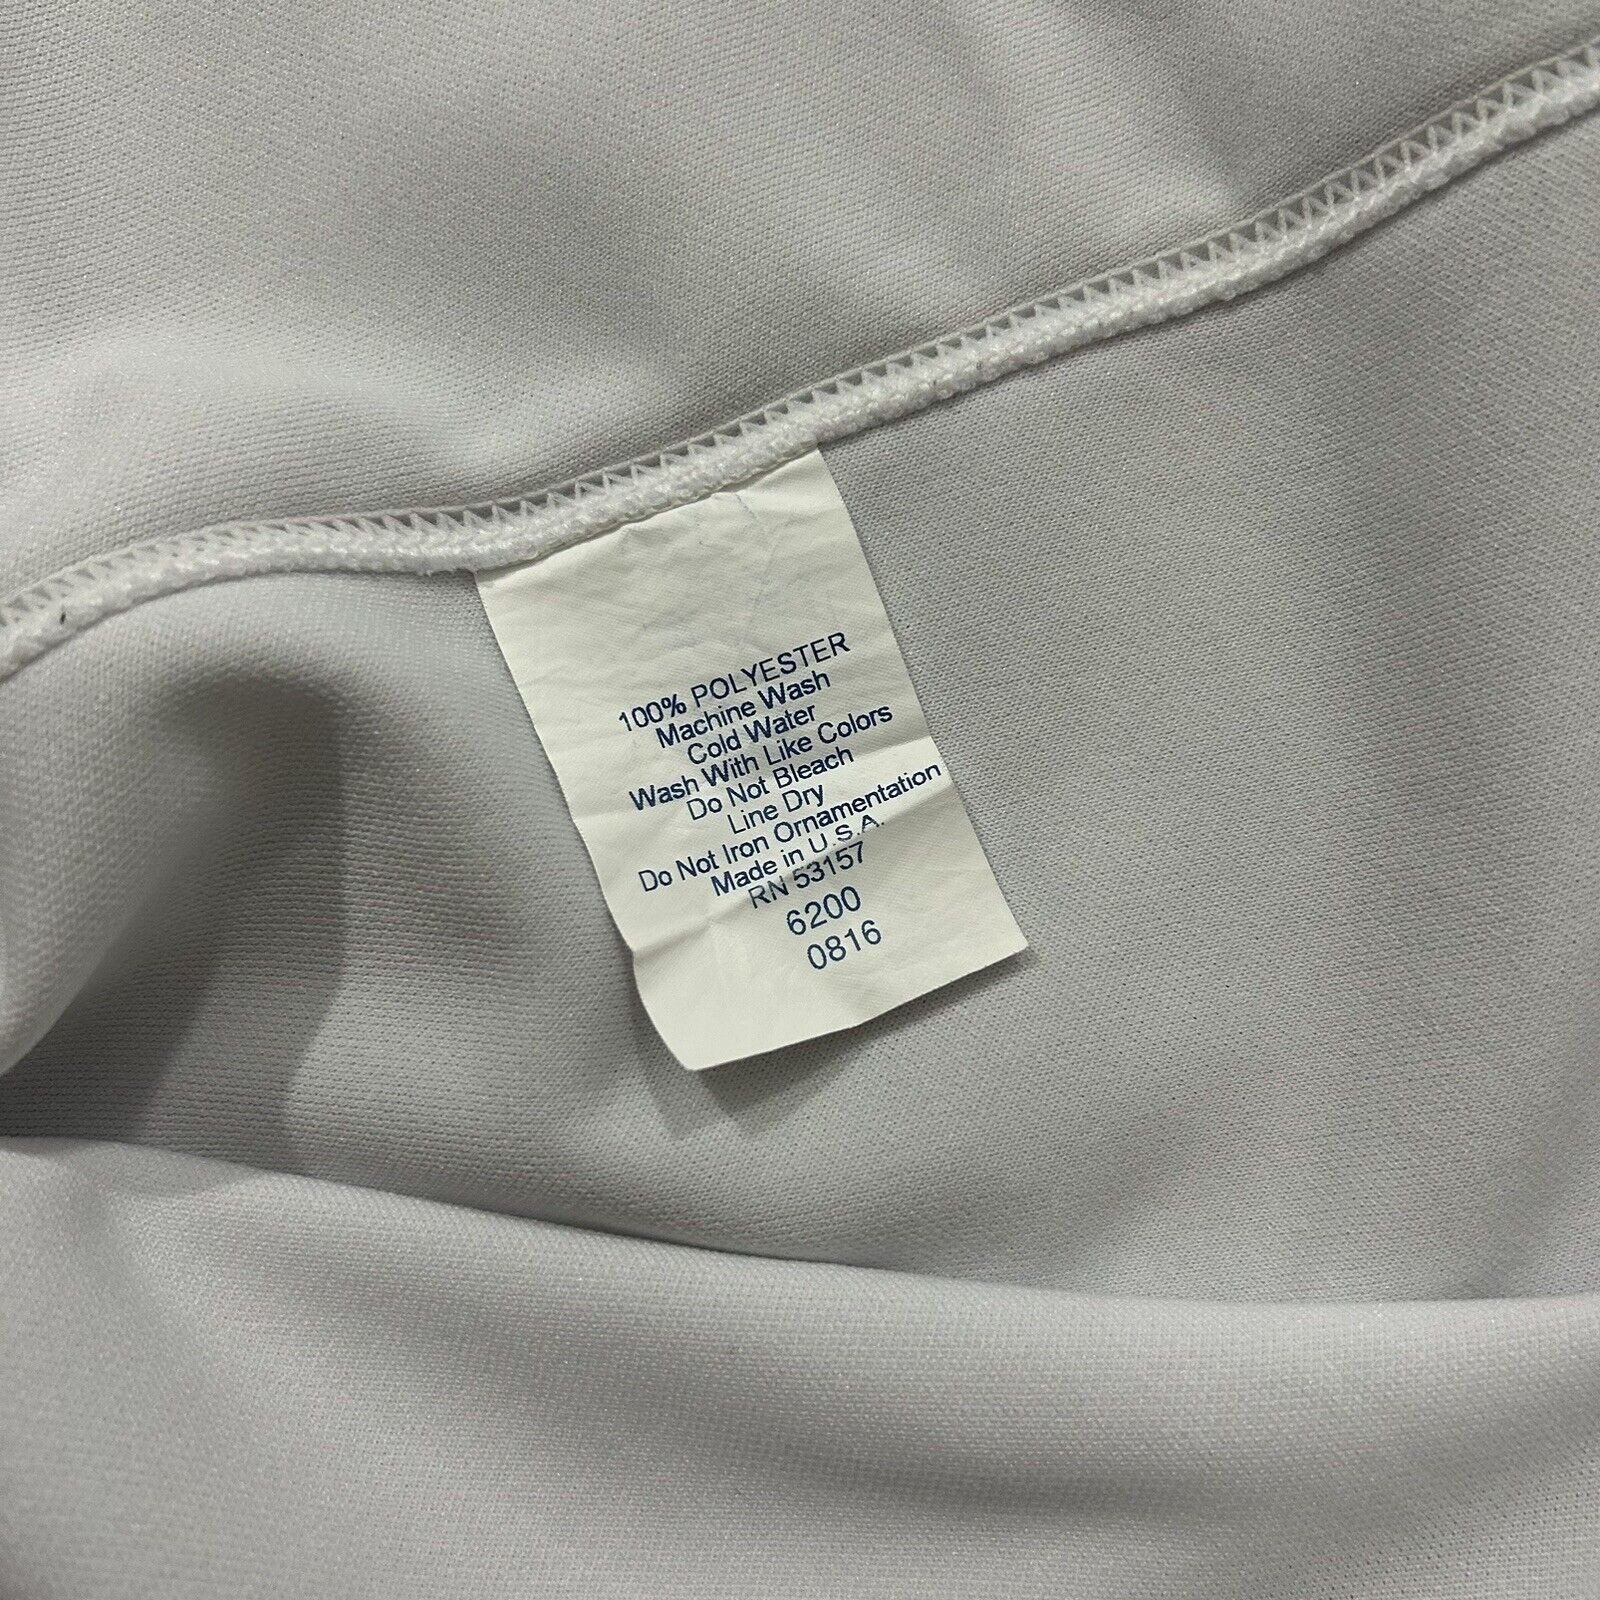 100% POLYESTER
Machine Wash
Cold Water
Wash With Like Colors
Do Not Bleach
Line Dry
Do Not Iron Ornamentation
Made in U.S.A.
RN 53157
6200
0816